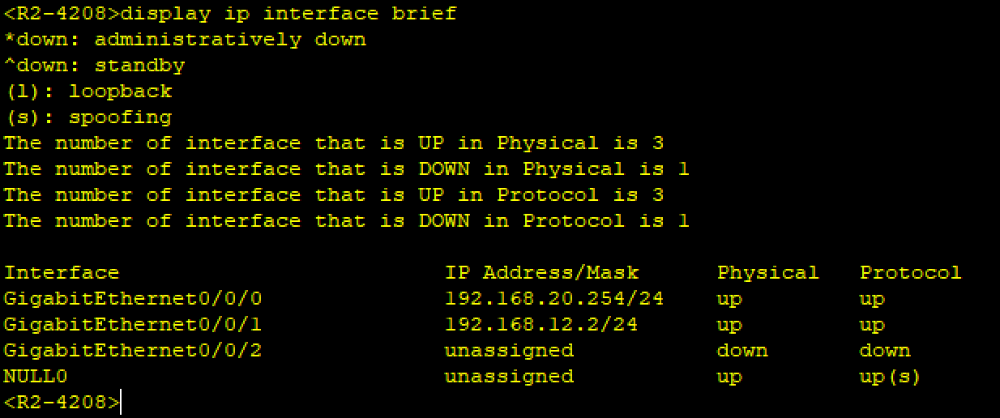 <R2-4208>display ip interface brief
*down: administratively down
^down: standby
(l): loopback
(s): spoofing
The number of interface that is UP in Physical is 3
The number of interface that is DOWN in Physical is 1
The number of interface that is UP in Protocol is 3
The number of interface that is DOWN in Protocol is 1
Interface IP Address/Mask Physical Protocol
GigabitEthernet0/0/0 192.168.20.254/24 up up
GigabitEthernet0/0/1 192.168.12.2/24 up up
GigabitEthernet0/0/2 unassigned down down
NULL0 unassigned up up(s)
<R2-4208>